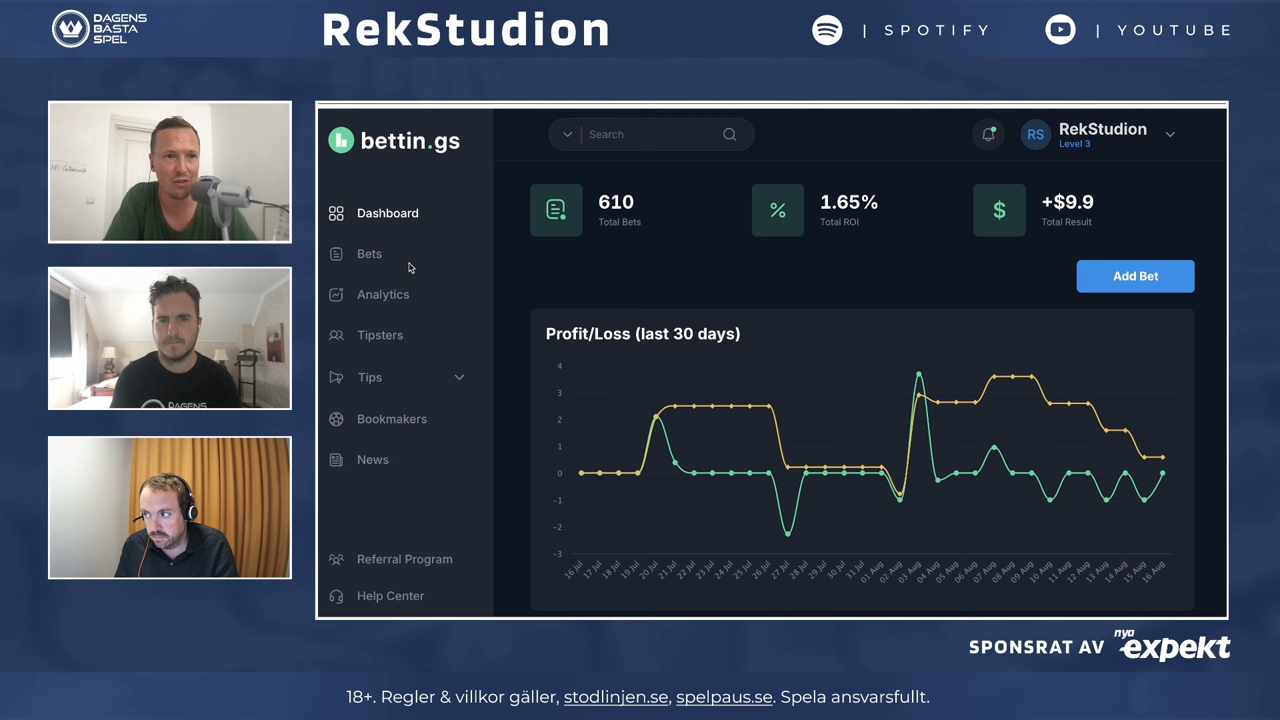 DAGENS
BÄSTA
SPEL
RekStudion
| SPOTIFY
| YOUTUBE
bettin.gs
Search
RS
RekStudion
Level 3
Dashboard
Bets
Analytics
Tipsters
Tips
Bookmakers
News
Referral Program
Help Center
610
Total Bets
%
1.65%
Total ROI
$
+$9.9
Total Result
Add Bet
Profit/Loss (last 30 days)
4
3
2
1
0
-1
-2
-3
16 Jul
17 Jul
18 Jul
19 Jul
20 Jul
21 Jul
22 Jul
23 Jul
24 Jul
25 Jul
26 Jul
27 Jul
28 Jul
29 Jul
30 Jul
31 Jul
01 Aug
02 Aug
03 Aug
04 Aug
05 Aug
06 Aug
07 Aug
08 Aug
09 Aug
10 Aug
11 Aug
12 Aug
13 Aug
14 Aug
15 Aug
16 Aug
DAGENS
SPONSRAT AV
nya
expekt
18+. Regler & villkor gäller, stodlinjen.se, spelpaus.se. Spela ansvarsfullt.